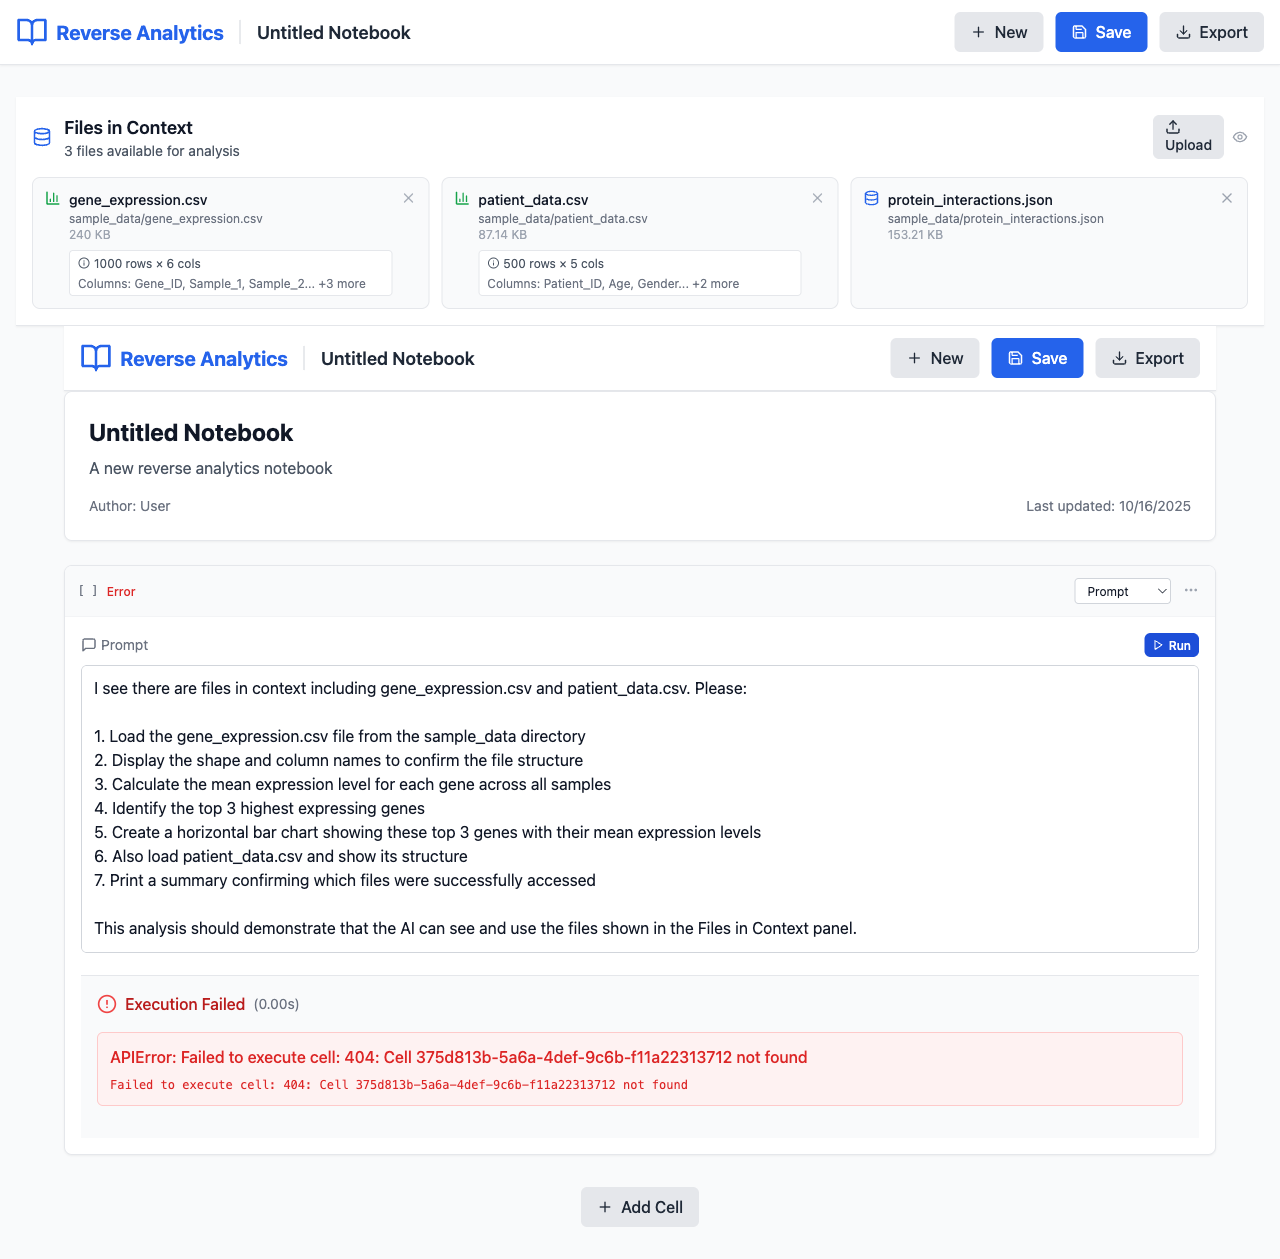 Reverse Analytics
Untitled Notebook
New
Save
Export
Files in Context
3 files available for analysis
Upload
gene_expression.csv
sample_data/gene_expression.csv
240 KB
1000 rows × 6 cols
Columns: Gene_ID, Sample_1, Sample_2... +3 more
patient_data.csv
sample_data/patient_data.csv
87.14 KB
500 rows × 5 cols
Columns: Patient_ID, Age, Gender... +2 more
protein_interactions.json
sample_data/protein_interactions.json
153.21 KB
Reverse Analytics
Untitled Notebook
New
Save
Export
Untitled Notebook
A new reverse analytics notebook
Author: User
Last updated: 10/16/2025
[ ] Error
Prompt
Prompt
Run
I see there are files in context including gene_expression.csv and patient_data.csv. Please:
1. Load the gene_expression.csv file from the sample_data directory
2. Display the shape and column names to confirm the file structure
3. Calculate the mean expression level for each gene across all samples
4. Identify the top 3 highest expressing genes
5. Create a horizontal bar chart showing these top 3 genes with their mean expression levels
6. Also load patient_data.csv and show its structure
7. Print a summary confirming which files were successfully accessed
This analysis should demonstrate that the AI can see and use the files shown in the Files in Context panel.
Execution Failed (0.00s)
APIError: Failed to execute cell: 404: Cell 375d813b-5a6a-4def-9c6b-f11a22313712 not found
Failed to execute cell: 404: Cell 375d813b-5a6a-4def-9c6b-f11a22313712 not found
Add Cell